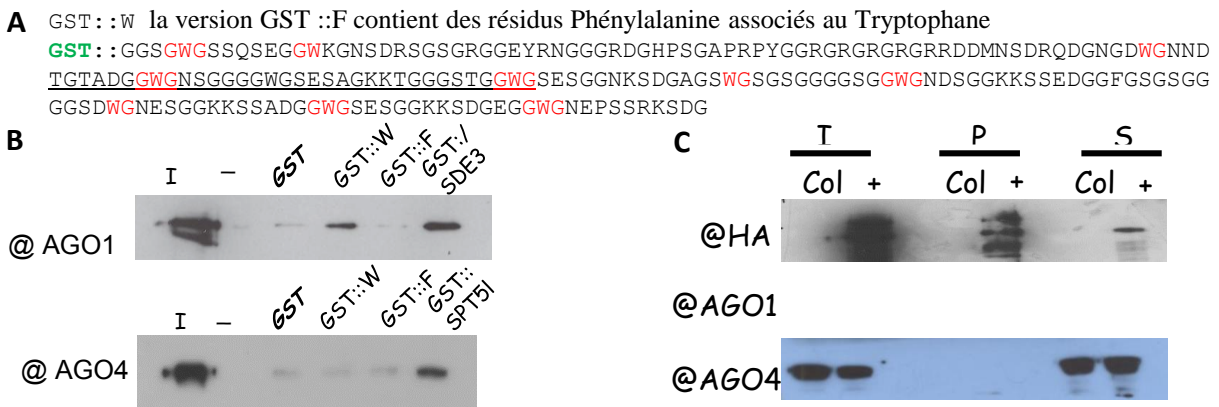 A GST::W la version GST ::F contient des résidus Phénylalanine associés au Tryptophane
GST::GGSGWGSSQSEGGWKGNSDRSGSGRGGEYRNGGGRDGHPSGAPRPYGGRGRGRGRGRRDDMNSDRQDGNGDWGNND
TGTADGGWGNSGGGGWGSESAGKKTGGGSTGGWGSESGGNKSDGAGSWGSGSGGGGSGGWGNDSGGKKSSEDGGFGSGSGG
GGSDWGNESGGKKSSADGGWGSESGGKKSDGEGGWGNEPSSRKSDG
B
I – GST GST::W GST::F GST:/ SDE3
@ AGO1
I – GST GST::W GST::F GST:: SPT5l
@ AGO4
C
I P S
Col + Col + Col +
@HA
@AGO1
@AGO4